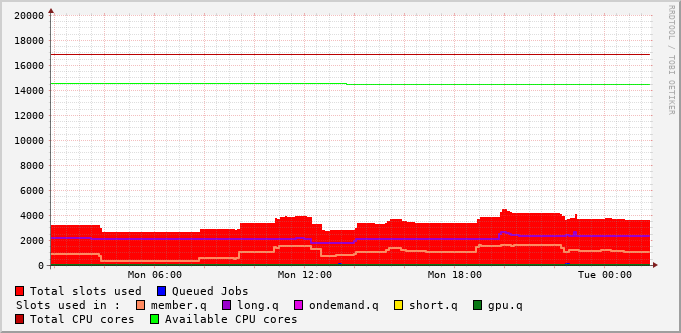 20000
18000
16000
14000
12000
10000
8000
6000
4000
2000
0
Mon 06:00 Mon 12:00 Mon 18:00 Tue 00:00
Total slots used Queued Jobs
Slots used in : member.q long.q ondemand.q short.q gpu.q
Total CPU cores Available CPU cores
RRDTOOL / TOBI OETIKER